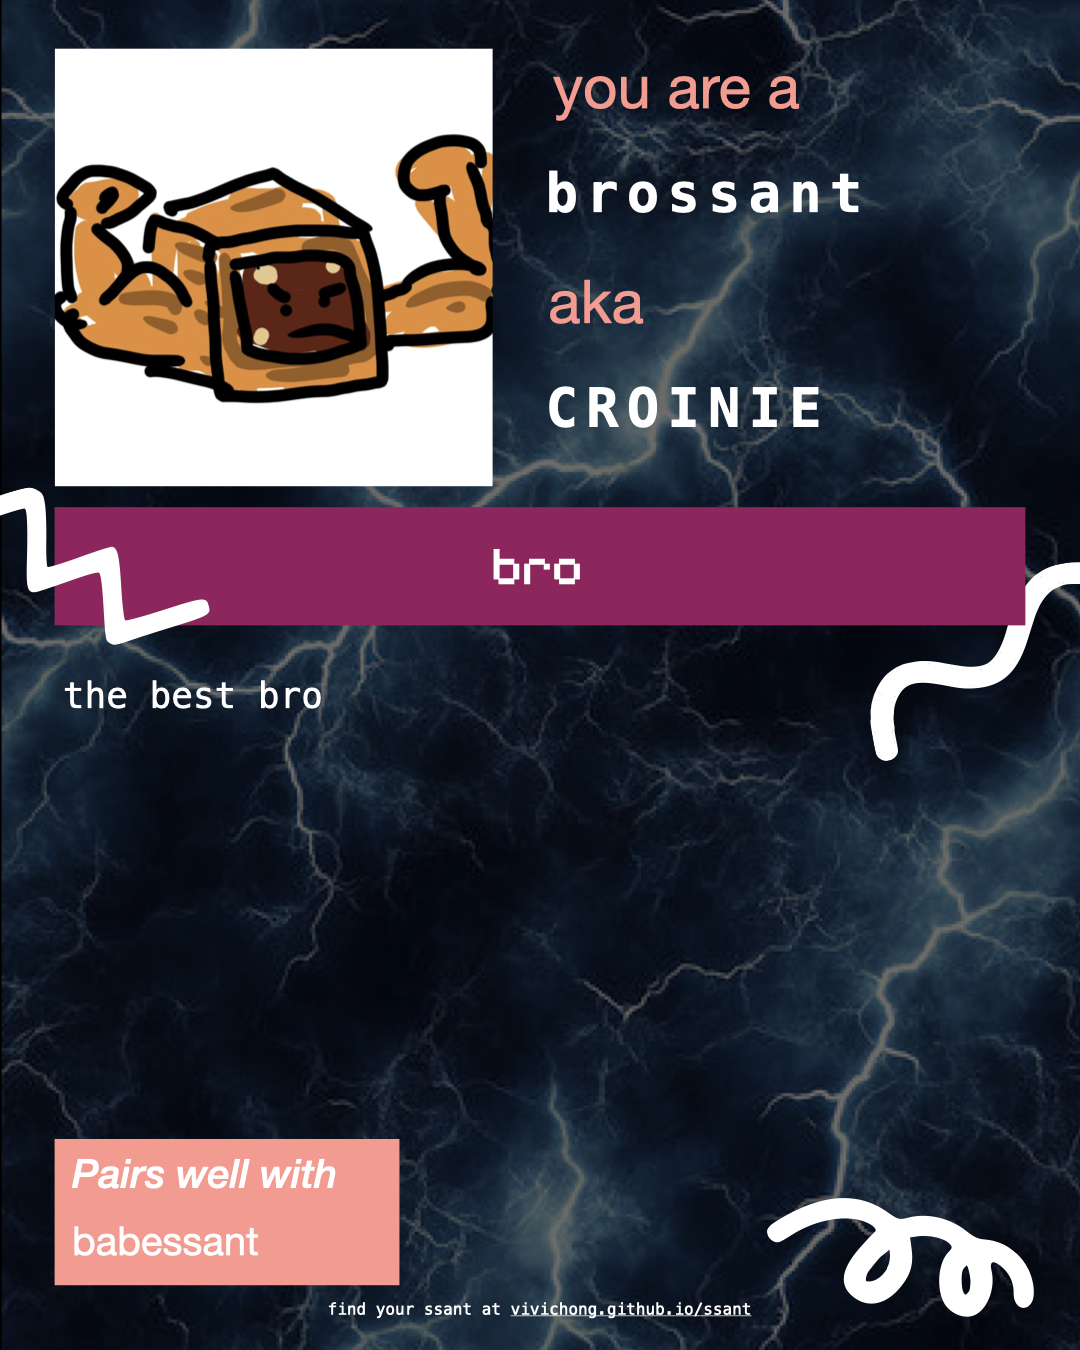 you are a
brossant
aka
CROINIE
bro
the best bro
Pairs well with
babessant
find your ssant at vivichong.github.io/ssant